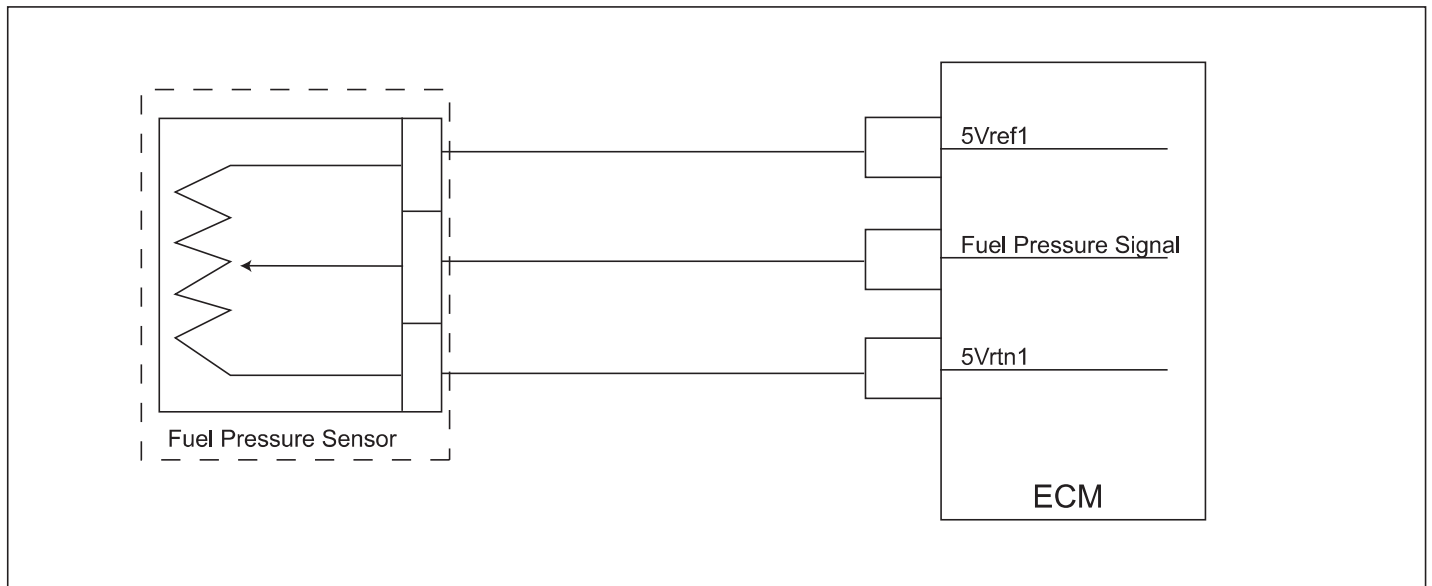 5Vref1
Fuel Pressure Signal
5Vrtn1
Fuel Pressure Sensor
ECM